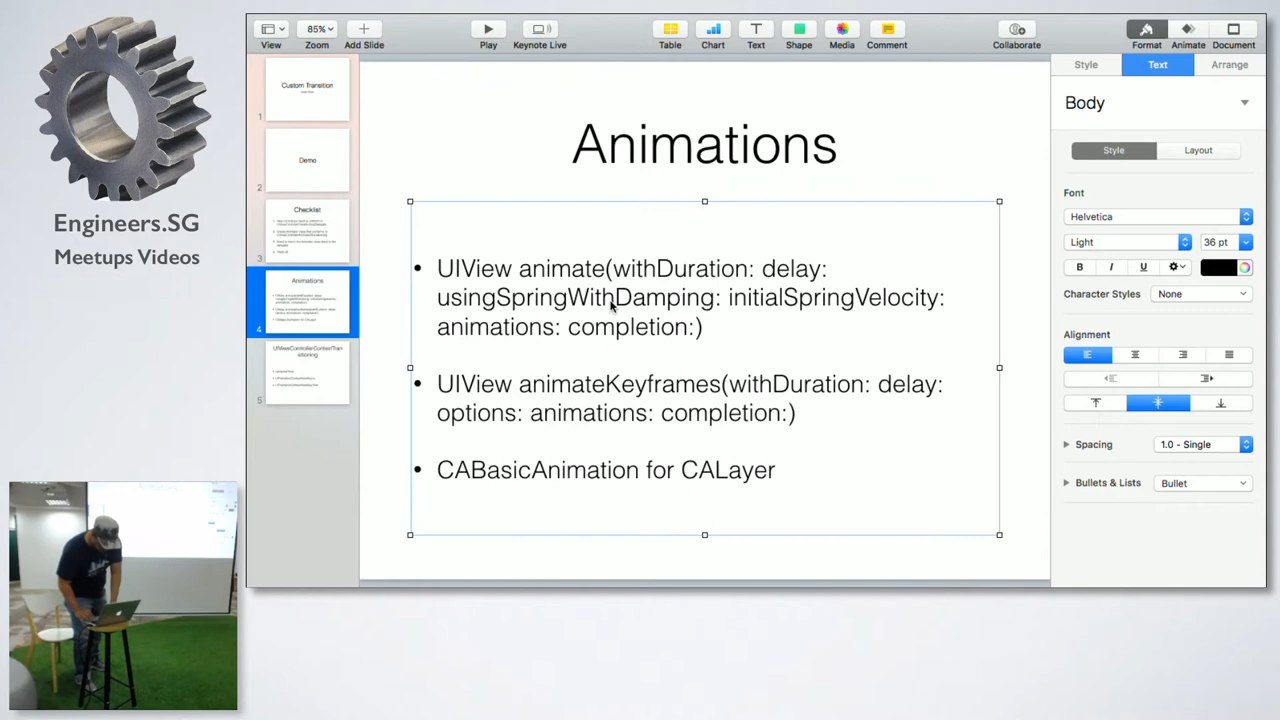 Engineers.SG
Meetups Videos
View
85%
Zoom
Add Slide
Play
Keynote Live
Table
Chart
Text
Shape
Media
Comment
Collaborate
Format
Animate
Document
Custom Transition
1
Demo
2
Checklist
3
Animations
4
UIViewControllerContextTran
sitioning
5
Animations
• UIView animate(withDuration: delay:
usingSpringWithDamping: initialSpringVelocity:
animations: completion:)
• UIView animateKeyframes(withDuration: delay:
options: animations: completion:)
• CABasicAnimation for CALayer
Style
Text
Arrange
Body
Style
Layout
Font
Helvetica
Light
36 pt
B
I
U
Character Styles
None
Alignment
Spacing
1.0 - Single
Bullets & Lists
Bullet